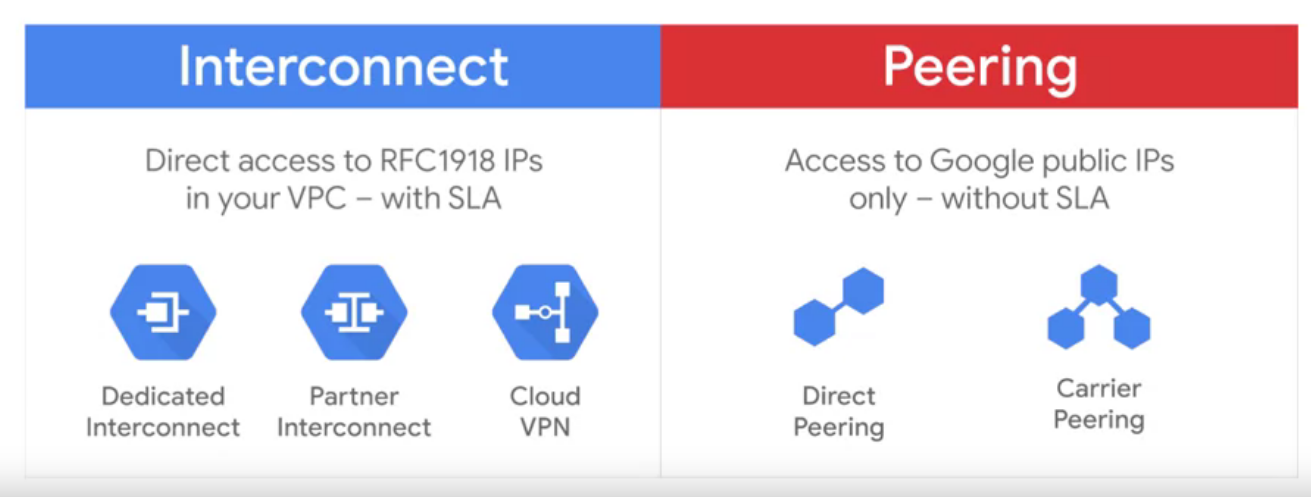 Interconnect
Peering
Direct access to RFC1918 IPs
in your VPC – with SLA
Access to Google public IPs
only – without SLA
Dedicated
Interconnect
Partner
Interconnect
Cloud
VPN
Direct
Peering
Carrier
Peering